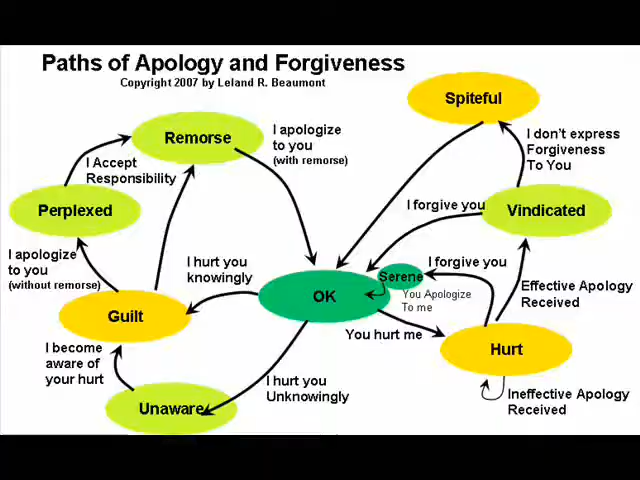 Paths of Apology and Forgiveness
Copyright 2007 by Leland R. Beaumont
Spiteful
Remorse
I apologize
to you
(with remorse)
I don't express
Forgiveness
To You
I Accept
Responsibility
Perplexed
I forgive you
Vindicated
I apologize
to you
(without remorse)
I hurt you
knowingly
Serene
I forgive you
OK
You Apologize
To me
Effective Apology
Received
Guilt
You hurt me
I become
aware of
your hurt
Hurt
I hurt you
Unknowingly
Unaware
Ineffective Apology
Received